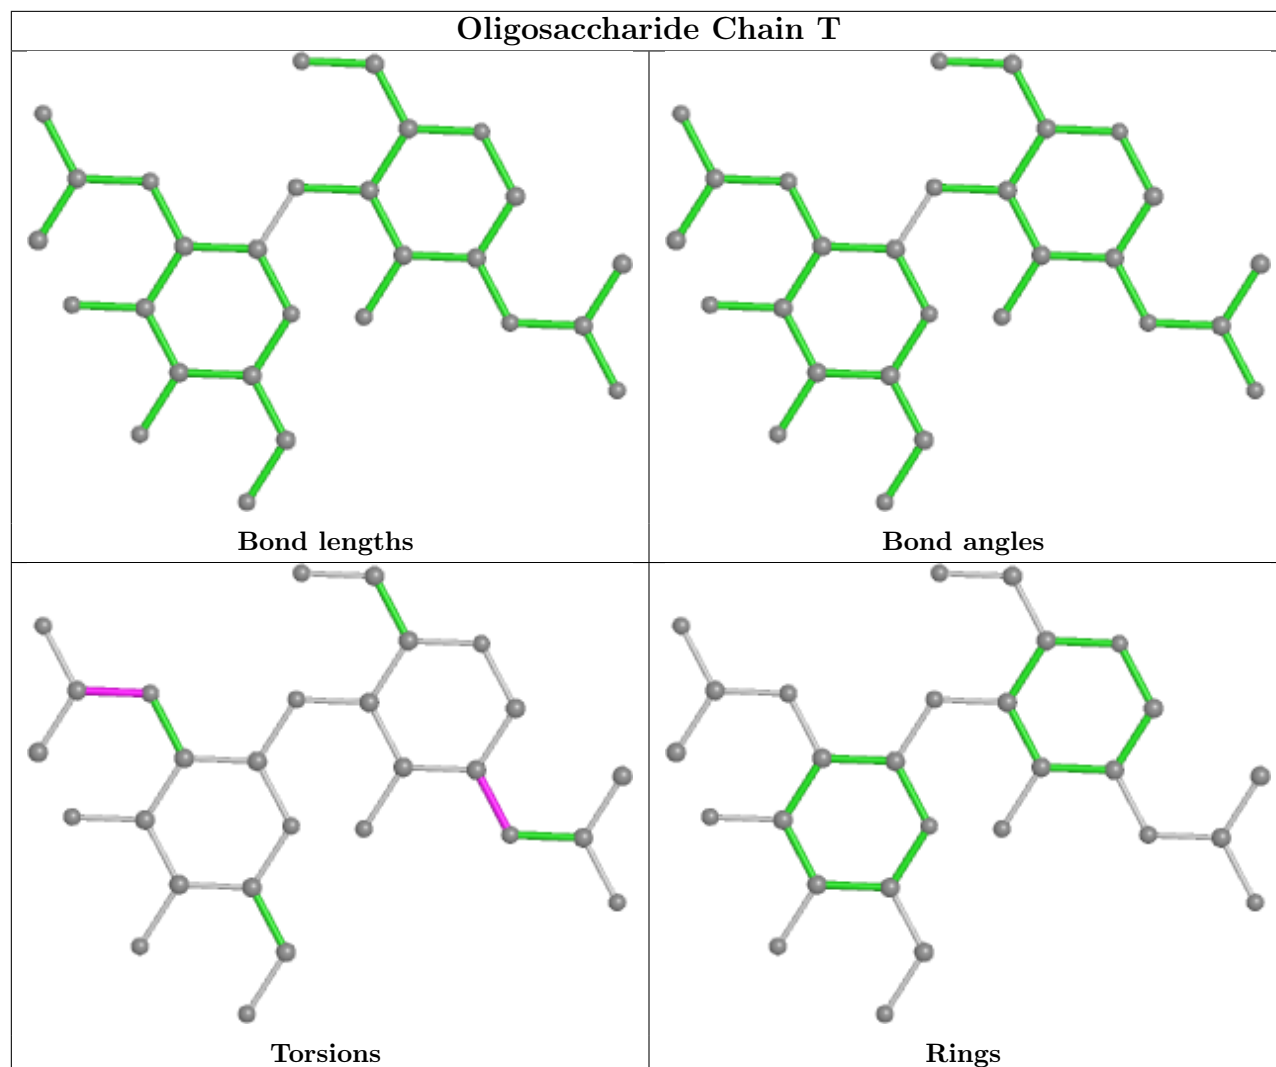 Oligosaccharide Chain T
Bond lengths
Bond angles
Torsions
Rings